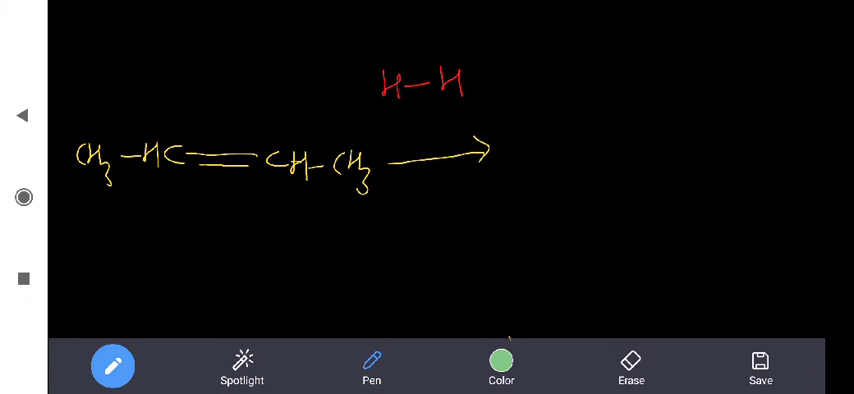 H—H
CH3—HC=CH—CH3 →
Spotlight
Pen
Color
Erase
Save